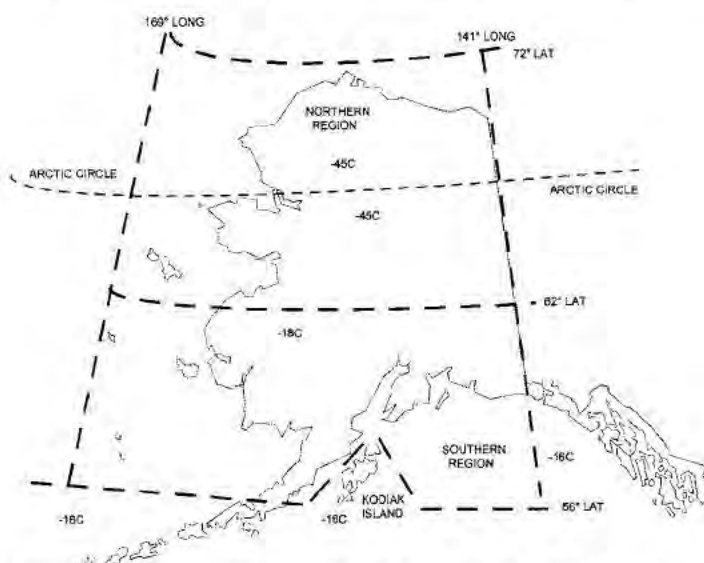 169° LONG
141° LONG
72° LAT
NORTHERN
REGION
-45C
ARCTIC CIRCLE
ARCTIC CIRCLE
-45C
62° LAT
-18C
SOUTHERN
REGION
-16C
KODIAK
ISLAND
-16C
-16C
56° LAT